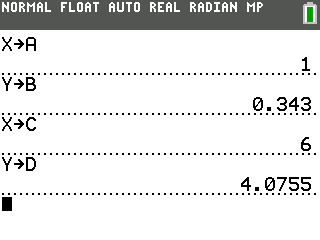 NORMAL FLOAT AUTO REAL RADIAN MP
X→A
1
Y→B
0.343
X→C
6
Y→D
4.0755